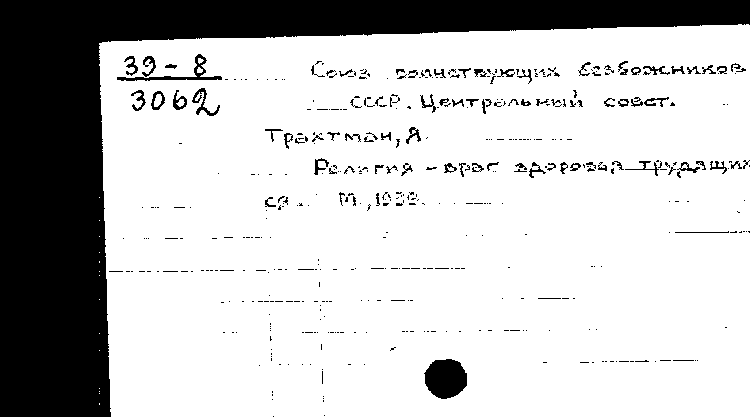 39-8
3062
Союз воинствующих безбожников
СССР. Центральный совет.
Трахтман, Я.
Религия - враг здоровья трудящих
ся. М., 1939.